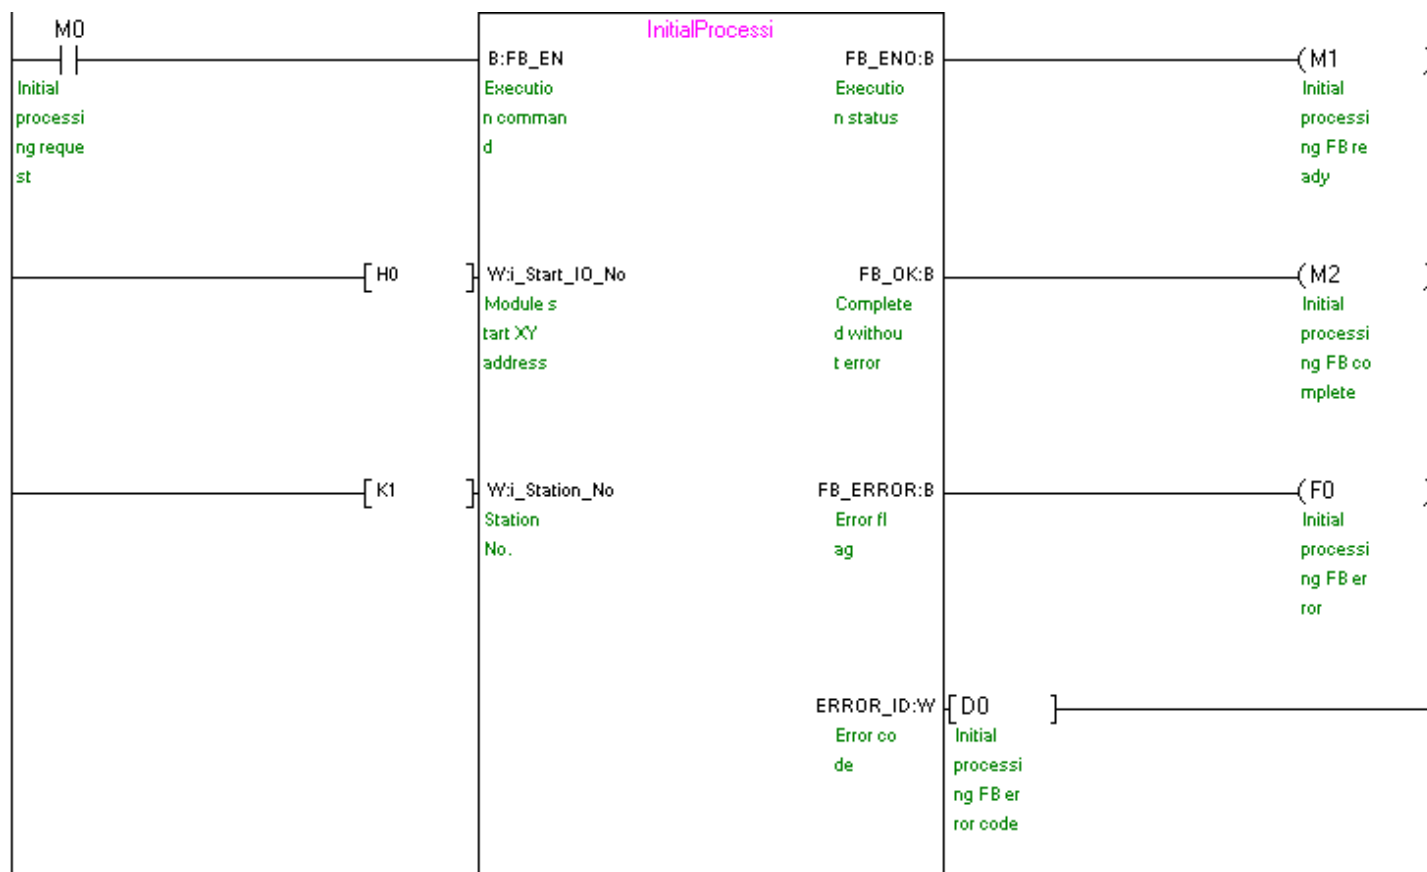 M0
InitialProcessi
B:FB_EN
FB_ENO:B
(M1 )
Initial
processi
ng reque
st
Executio
n comman
d
Executio
n status
Initial
processi
ng FB re
ady
[ H0 ]
W:i_Start_IO_No
FB_OK:B
(M2 )
Module s
tart XY
address
Complete
d withou
t error
Initial
processi
ng FB co
mplete
[ K1 ]
W:i_Station_No
FB_ERROR:B
(F0 )
Station
No.
Error fl
ag
Initial
processi
ng FB er
ror
ERROR_ID:W
[ D0 ]
Error co
de
Initial
processi
ng FB er
ror code